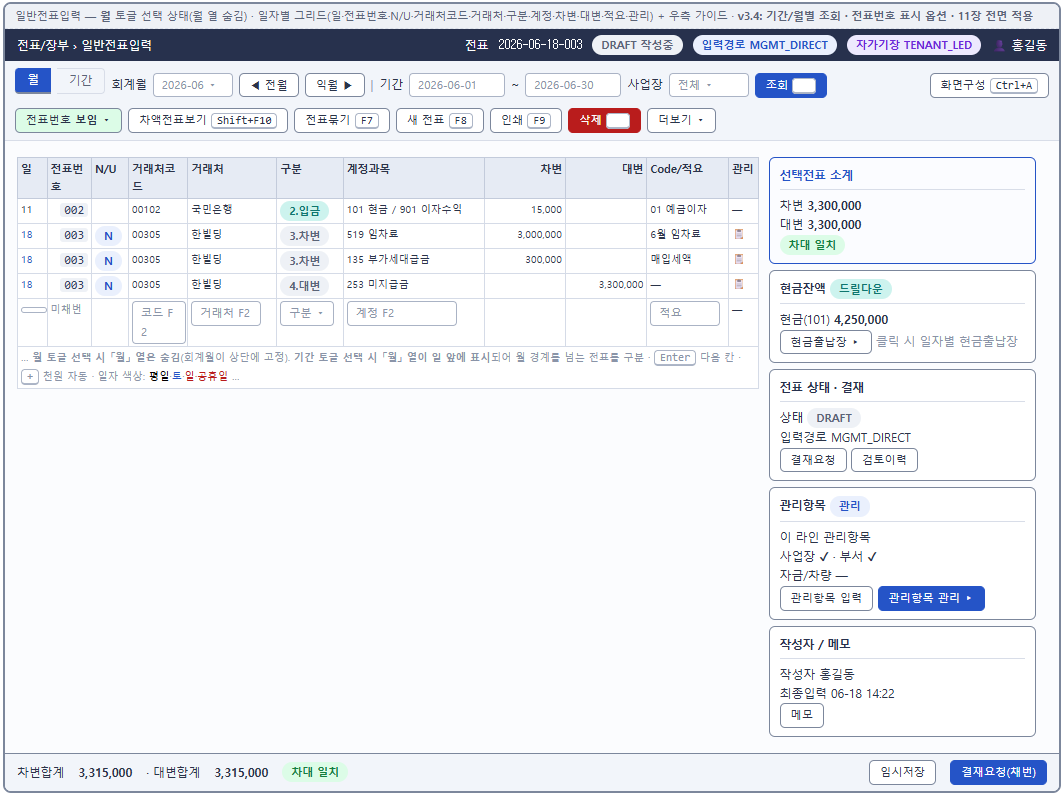 일반전표입력 — 월 토글 선택 상태(월 열 숨김) · 일자별 그리드(일·전표번호·N/U·거래처코드·거래처·구분·계정·차변·대변·적요·관리) + 우측 가이드 · v3.4: 기간/월별 조회 · 전표번호 표시 옵션 · 11장 전면 적용
전표/장부 › 일반전표입력 전표 2026-06-18-003 DRAFT 작성중 입력경로 MGMT_DIRECT 자가기장 TENANT_LED 홍길동
월 기간 회계월 2026-06 ◀ 전월 익월 ▶ | 기간 2026-06-01 ~ 2026-06-30 사업장 전체 조회 화면구성 Ctrl+A
전표번호 보임 차액전표보기 Shift+F10 전표묶기 F7 새 전표 F8 인쇄 F9 삭제 더보기
일 전표번호 N/U 거래처코드 거래처 구분 계정과목 차변 대변 Code/적요 관리
11 002 00102 국민은행 2.입금 101 현금 / 901 이자수익 15,000 01 예금이자 —
18 003 N 00305 한빌딩 3.차변 519 임차료 3,000,000 6월 임차료
18 003 N 00305 한빌딩 3.차변 135 부가세대급금 300,000 매입세액
18 003 N 00305 한빌딩 4.대변 253 미지급금 3,300,000 —
미채번 코드 F2 거래처 F2 구분 계정 F2 적요 —
… 월 토글 선택 시 「월」 열은 숨김(회계월이 상단에 고정). 기간 토글 선택 시 「월」 열이 일 앞에 표시되어 월 경계를 넘는 전표를 구분 · Enter 다음 칸 ·
+ 천원 자동 · 일자 색상: 평일·토·일·공휴일 …
선택전표 소계
차변 3,300,000
대변 3,300,000
차대 일치
현금잔액 드릴다운
현금(101) 4,250,000
현금출납장 ▸ 클릭 시 일자별 현금출납장
전표 상태 · 결재
상태 DRAFT
입력경로 MGMT_DIRECT
결재요청 검토이력
관리항목 관리
이 라인 관리항목
사업장 ✓ · 부서 ✓
자금/차량 —
관리항목 입력 관리항목 관리 ▸
작성자 / 메모
작성자 홍길동
최종입력 06-18 14:22
메모
차변합계 3,315,000 · 대변합계 3,315,000 차대 일치 임시저장 결재요청(채번)